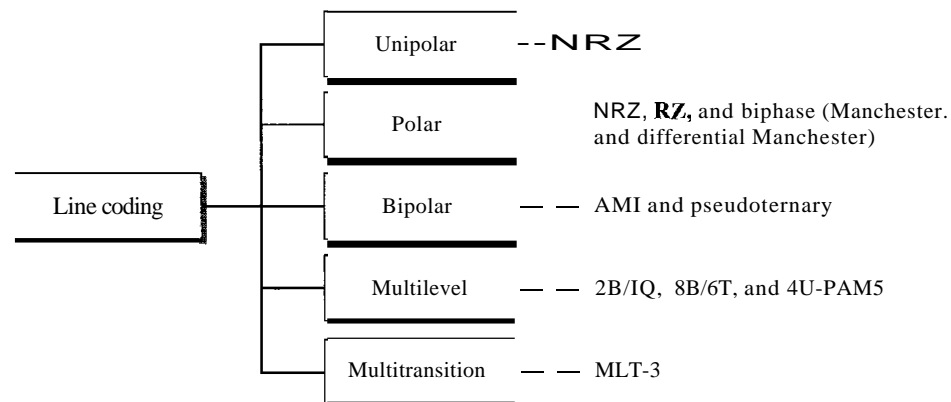 Unipolar --NRZ
Polar NRZ, RZ, and biphase (Manchester.
and differential Manchester)
Line coding
Bipolar — — AMI and pseudoternary
Multilevel — — 2B/IQ, 8B/6T, and 4U-PAM5
Multitransition — — MLT-3